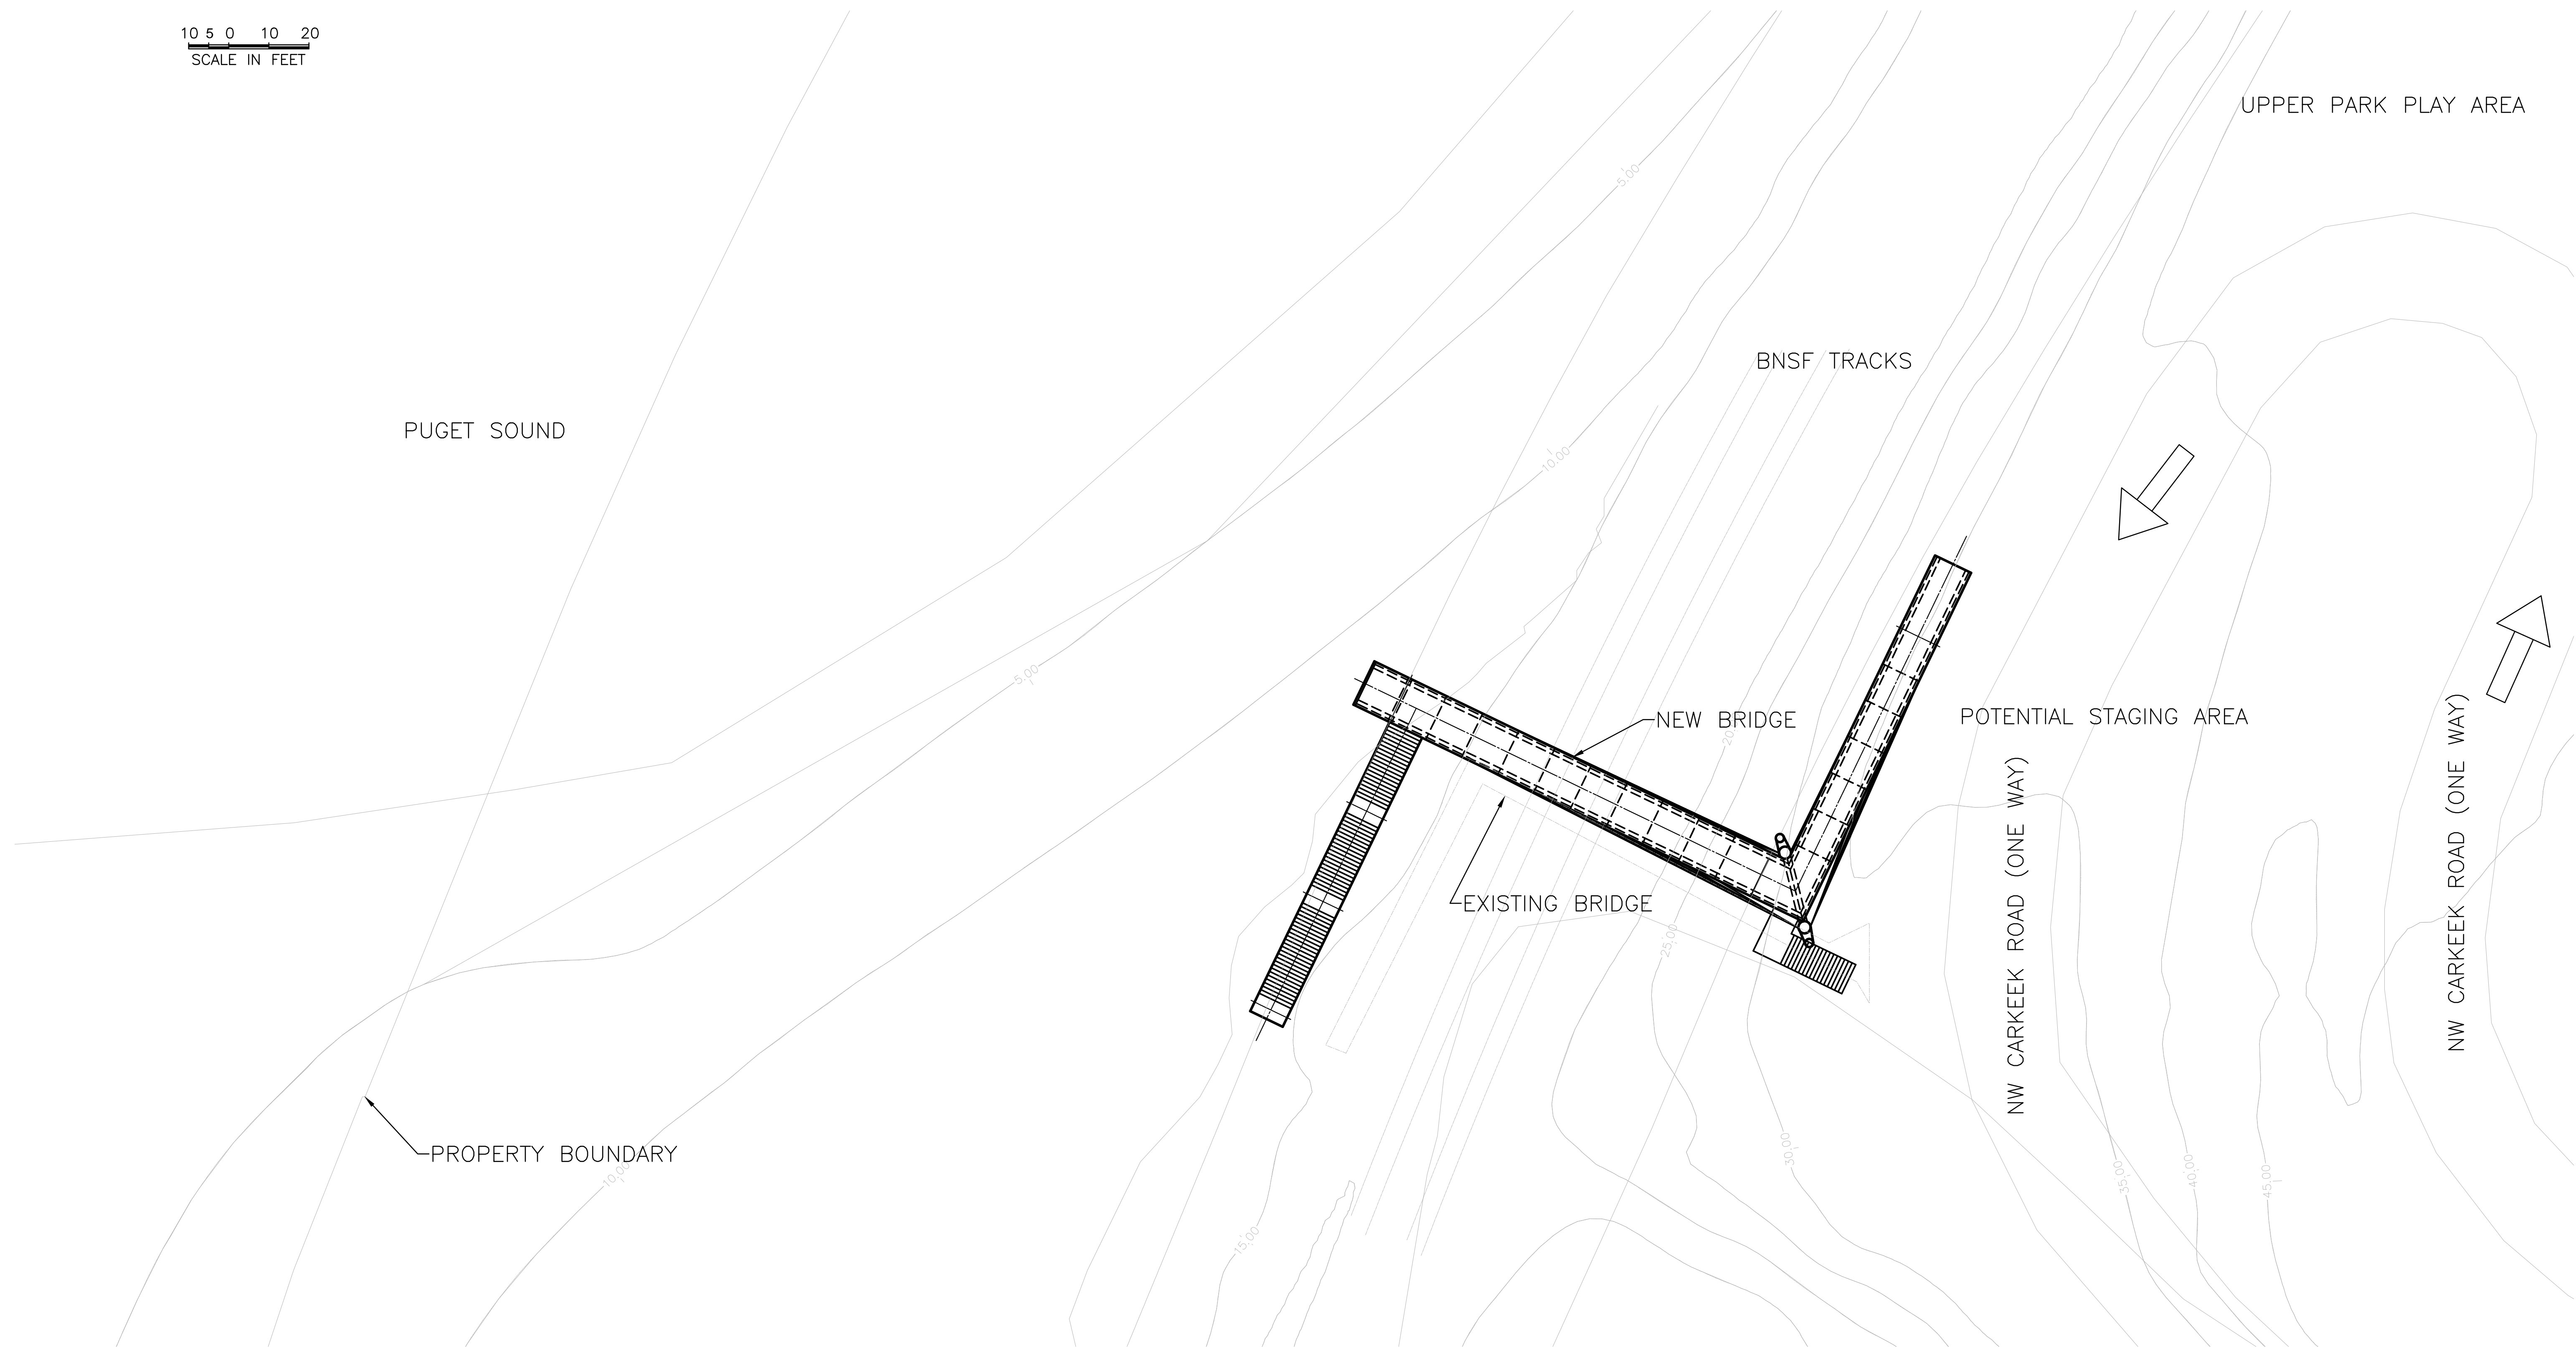 10 5 0 10 20
SCALE IN FEET
UPPER PARK PLAY AREA
5.00
BNSF TRACKS
PUGET SOUND
10.00
5.00
NEW BRIDGE
POTENTIAL STAGING AREA
20
EXISTING BRIDGE
25.00
NW CARKEEK ROAD (ONE WAY)
NW CARKEEK ROAD (ONE WAY)
PROPERTY BOUNDARY
10.00
30.00
35.00
40.00
45.00
15.00